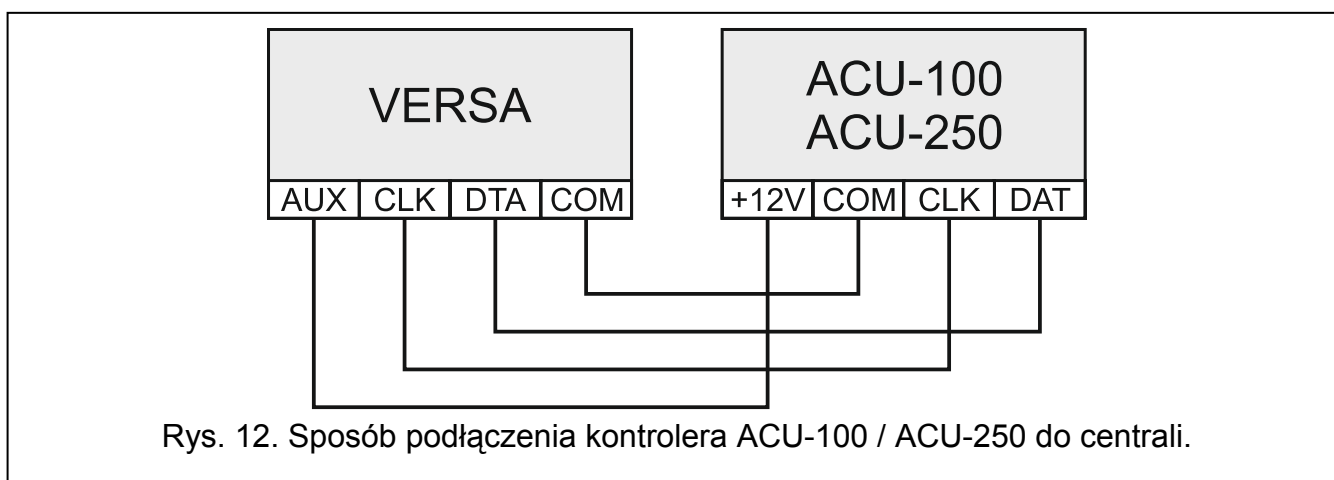 VERSA
ACU-100
ACU-250
AUX CLK DTA COM
+12V COM CLK DAT
Rys. 12. Sposób podłączenia kontrolera ACU-100 / ACU-250 do centrali.